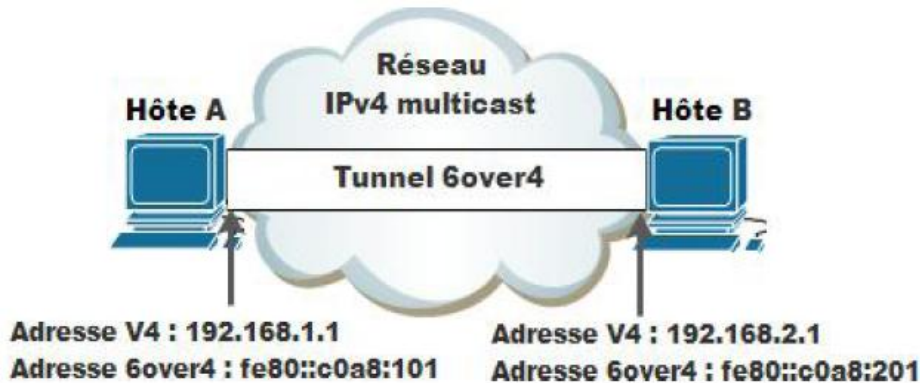 Réseau
IPv4 multicast
Hôte A
Hôte B
Tunnel 6over4
Adresse V4 : 192.168.1.1
Adresse 6over4 : fe80::c0a8:101
Adresse V4 : 192.168.2.1
Adresse 6over4 : fe80::c0a8:201